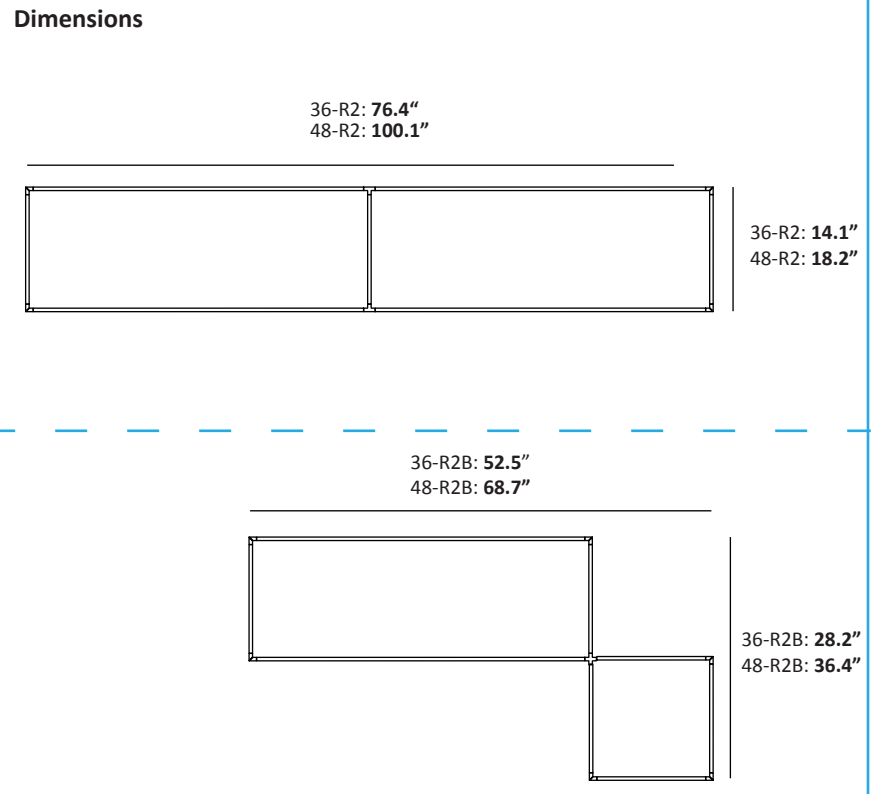 Dimensions
36-R2: 76.4“
48-R2: 100.1”
36-R2: 14.1”
48-R2: 18.2”
36-R2B: 52.5”
48-R2B: 68.7”
36-R2B: 28.2”
48-R2B: 36.4”